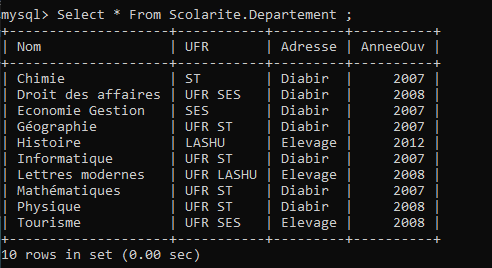 mysql> Select * From Scolarite.Departement ;
+--------------------+-----------+---------+----------+
| Nom                | UFR       | Adresse | AnneeOuv |
+--------------------+-----------+---------+----------+
| Chimie             | ST        | Diabir  |     2007 |
| Droit des affaires | UFR SES   | Diabir  |     2008 |
| Economie Gestion   | SES       | Diabir  |     2007 |
| Géographie         | UFR ST    | Diabir  |     2007 |
| Histoire           | LASHU     | Elevage |     2012 |
| Informatique       | UFR ST    | Diabir  |     2007 |
| Lettres modernes   | UFR LASHU | Elevage |     2008 |
| Mathématiques      | UFR ST    | Diabir  |     2007 |
| Physique           | UFR ST    | Diabir  |     2008 |
| Tourisme           | UFR SES   | Elevage |     2008 |
+--------------------+-----------+---------+----------+
10 rows in set (0.00 sec)